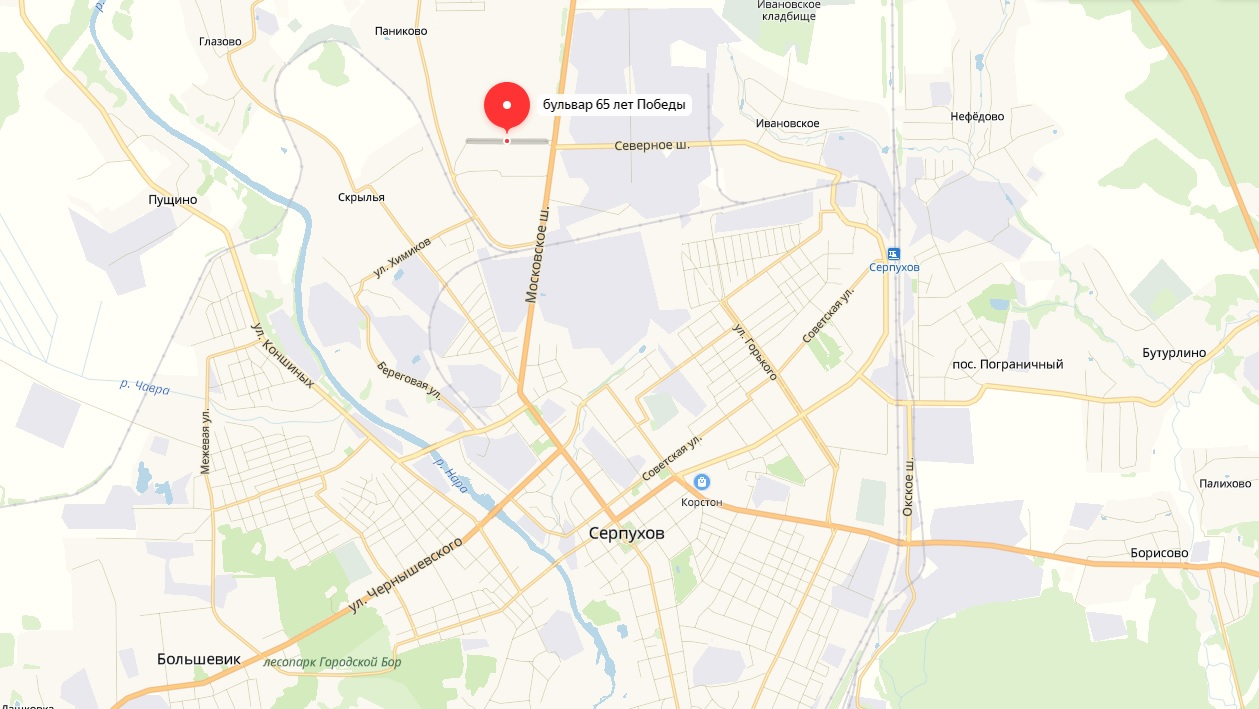 р.
Ивановское
кладбище
Глазово
Паниково
бульвар 65 лет Победы
Северное ш.
Ивановское
Нефёдово
Пущино
Скрылья
ул. Химиков
Московское ш.
Серпухов
ул. Коншиных
Советская ул.
ул. Горького
Бутурлино
пос. Пограничный
р. Чавра
Береговая ул.
Межевая ул.
р. Нара
Советская ул.
Корстон
Окское ш.
Палихово
Серпухов
Борисово
ул. Чернышевского
Большевик
лесопарк Городской Бор